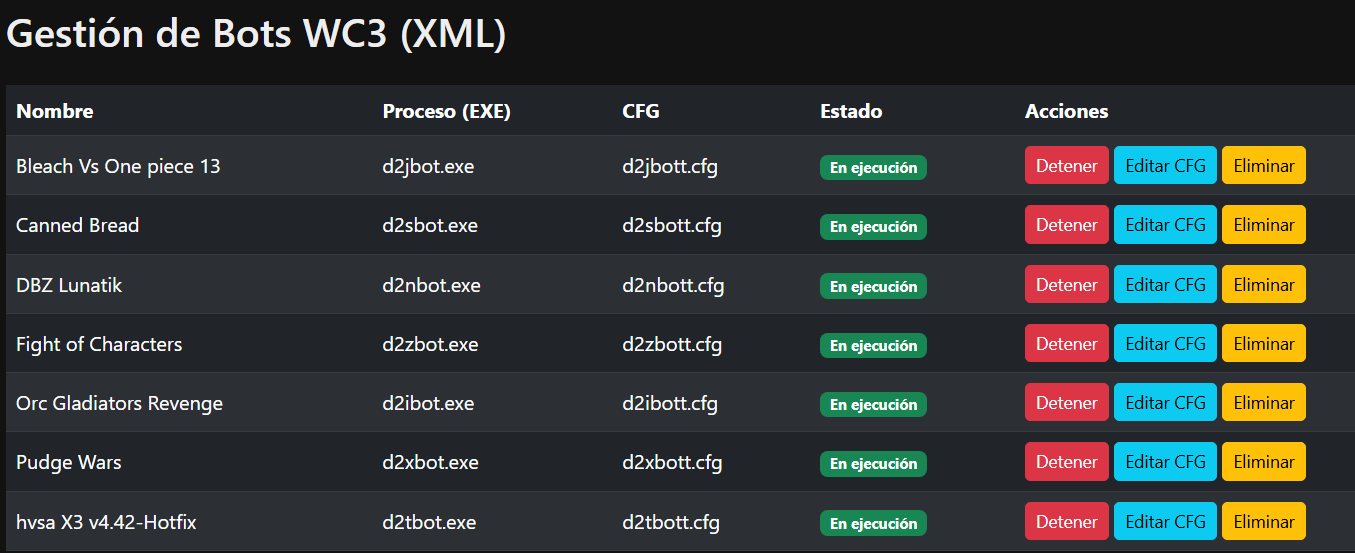 Gestión de Bots WC3 (XML)
Nombre Proceso (EXE) CFG Estado Acciones
Bleach Vs One piece 13 d2jbot.exe d2jbott.cfg En ejecución Detener Editar CFG Eliminar
Canned Bread d2sbot.exe d2sbott.cfg En ejecución Detener Editar CFG Eliminar
DBZ Lunatik d2nbot.exe d2nbott.cfg En ejecución Detener Editar CFG Eliminar
Fight of Characters d2zbot.exe d2zbott.cfg En ejecución Detener Editar CFG Eliminar
Orc Gladiators Revenge d2ibot.exe d2ibott.cfg En ejecución Detener Editar CFG Eliminar
Pudge Wars d2xbot.exe d2xbott.cfg En ejecución Detener Editar CFG Eliminar
hvsa X3 v4.42-Hotfix d2tbot.exe d2tbott.cfg En ejecución Detener Editar CFG Eliminar